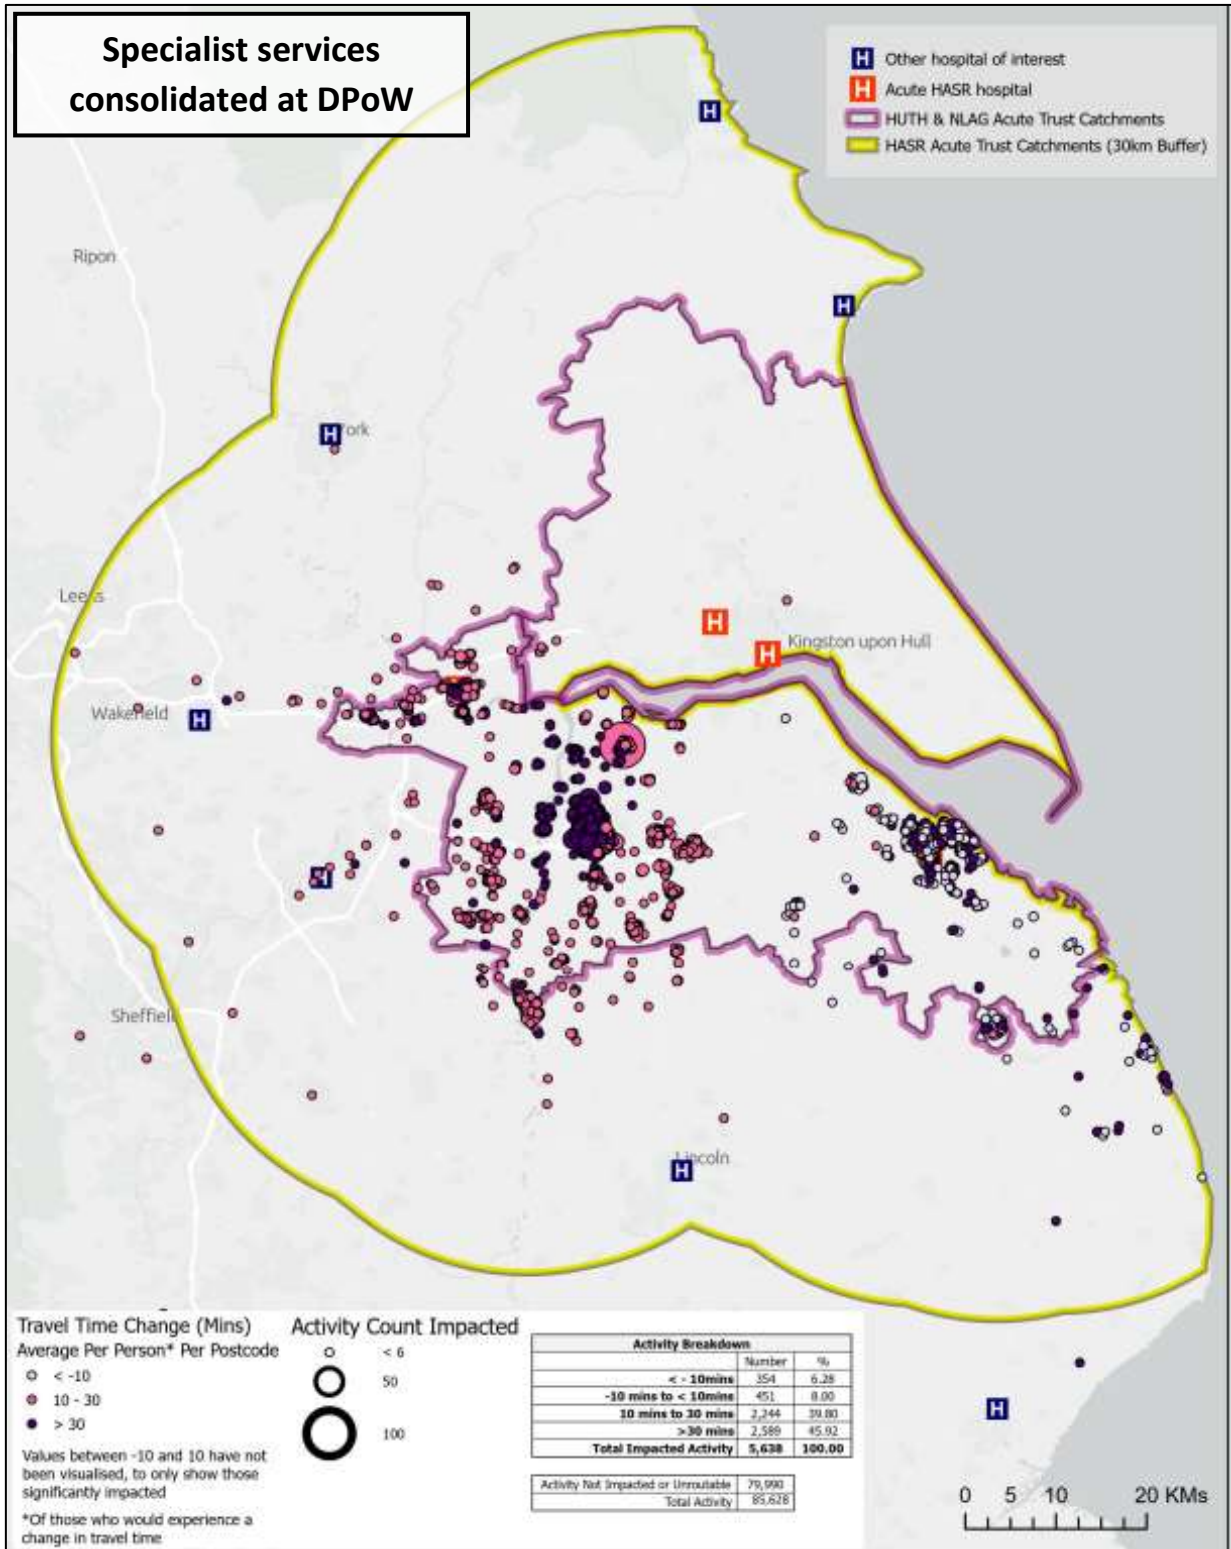 Specialist services
consolidated at DPoW
H Other hospital of interest
H Acute HASR hospital
HUTH & NLAG Acute Trust Catchments
HASR Acute Trust Catchments (30km Buffer)
H
Ripon
H
H
ork
Leeds
H
H
Kingston upon Hull
Wakefield
H
H
Sheffield
H
Lincoln
H
Travel Time Change (Mins)
Average Per Person* Per Postcode
< -10
10 - 30
> 30
Values between -10 and 10 have not
been visualised, to only show those
significantly impacted
*Of those who would experience a
change in travel time
Activity Count Impacted
< 6
50
100
Activity Breakdown
Number %
< - 10mins 354 6.28
-10 mins to < 10mins 451 8.00
10 mins to 30 mins 2,244 39.80
>30 mins 2,589 45.92
Total Impacted Activity 5,638 100.00
Activity Not Impacted or Unroutable 79,990
Total Activity 85,628
0 5 10 20 KMs